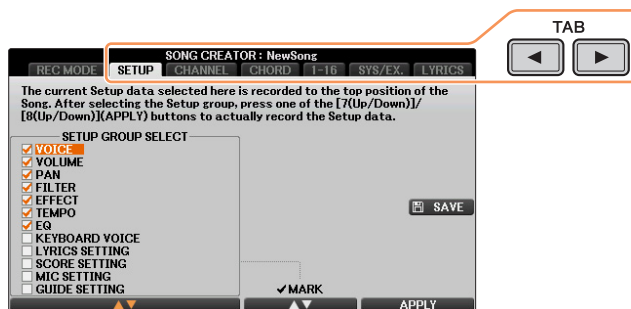 TAB
SONG CREATOR : NewSong
REC MODE SETUP CHANNEL CHORD 1-16 SYS/EX. LYRICS
The current Setup data selected here is recorded to the top position of the
Song. After selecting the Setup group, press one of the [7(Up/Down)]/
[8(Up/Down)](APPLY) buttons to actually record the Setup data.
SETUP GROUP SELECT
VOICE
VOLUME
PAN
FILTER
EFFECT
TEMPO
EQ
KEYBOARD VOICE
LYRICS SETTING
SCORE SETTING
MIC SETTING
GUIDE SETTING
SAVE
MARK
APPLY